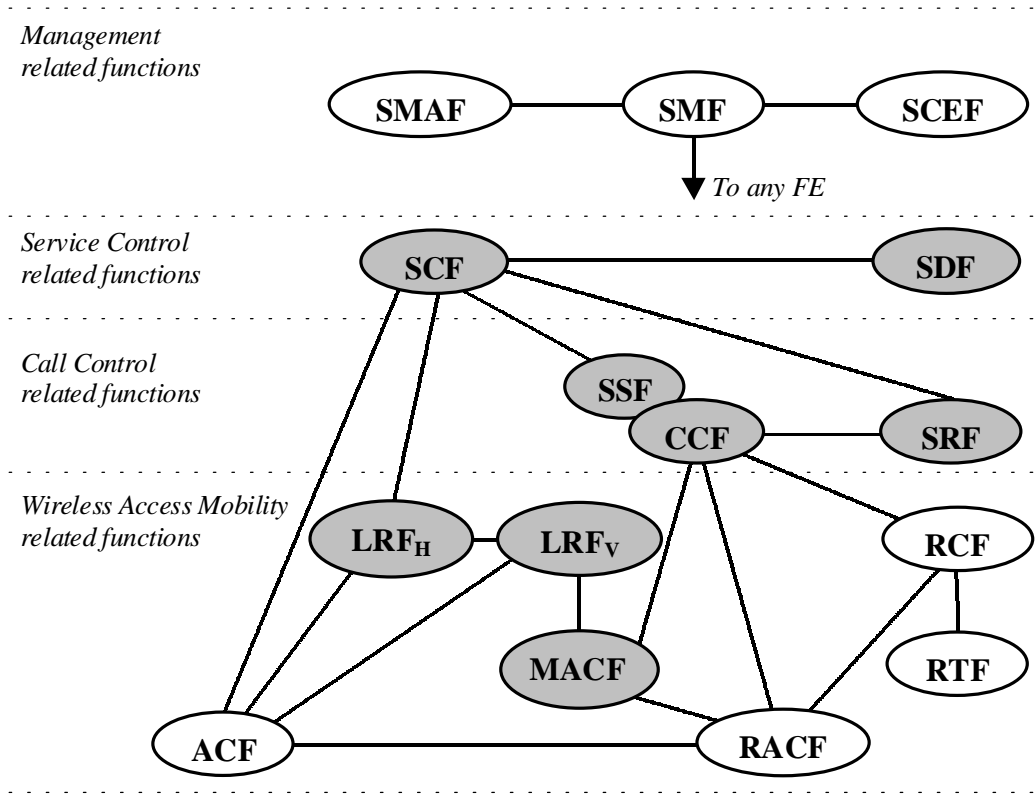 Management
related functions
SMAF
SMF
SCEF
To any FE
Service Control
related functions
SCF
SDF
Call Control
related functions
SSF
CCF
SRF
Wireless Access Mobility
related functions
LRFH
LRFV
RCF
MACF
RTF
ACF
RACF